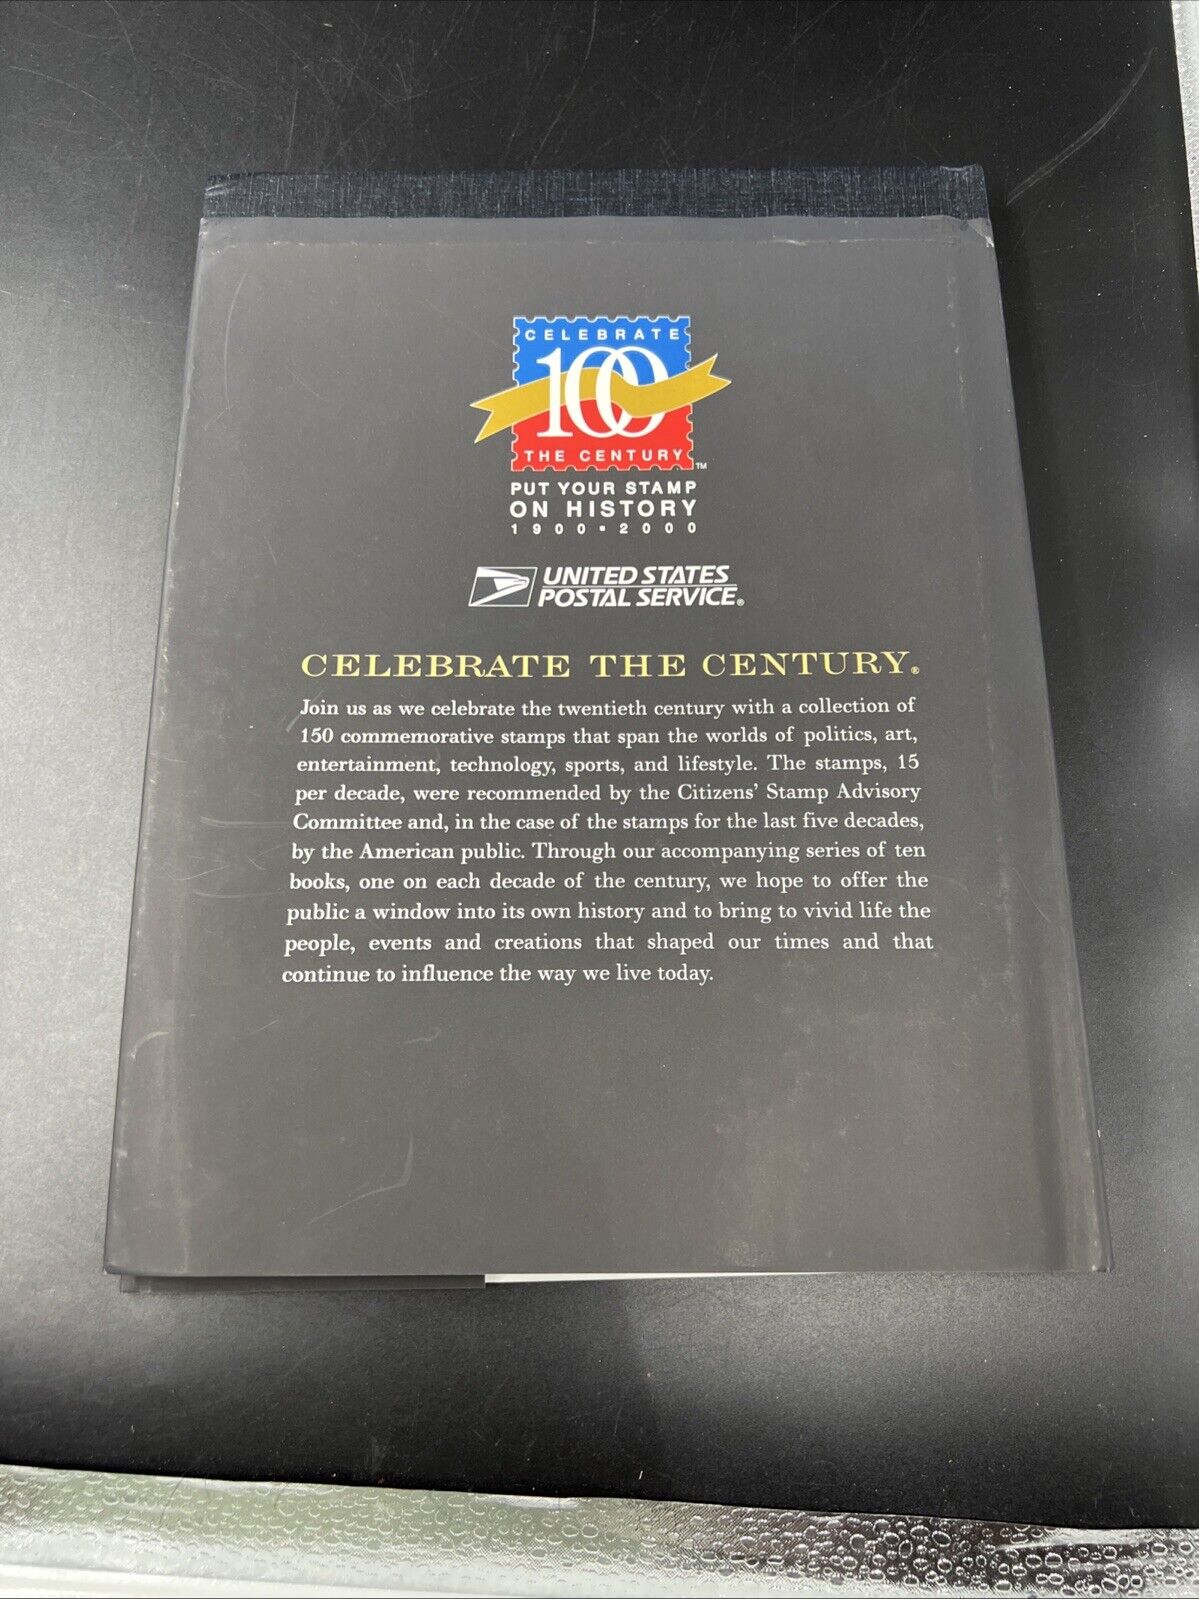 CELEBRATE
100
THE CENTURY™
PUT YOUR STAMP
ON HISTORY
1900 ▪ 2000
UNITED STATES
POSTAL SERVICE®
CELEBRATE THE CENTURY®
Join us as we celebrate the twentieth century with a collection of
150 commemorative stamps that span the worlds of politics, art,
entertainment, technology, sports, and lifestyle. The stamps, 15
per decade, were recommended by the Citizens’ Stamp Advisory
Committee and, in the case of the stamps for the last five decades,
by the American public. Through our accompanying series of ten
books, one on each decade of the century, we hope to offer the
public a window into its own history and to bring to vivid life the
people, events and creations that shaped our times and that
continue to influence the way we live today.